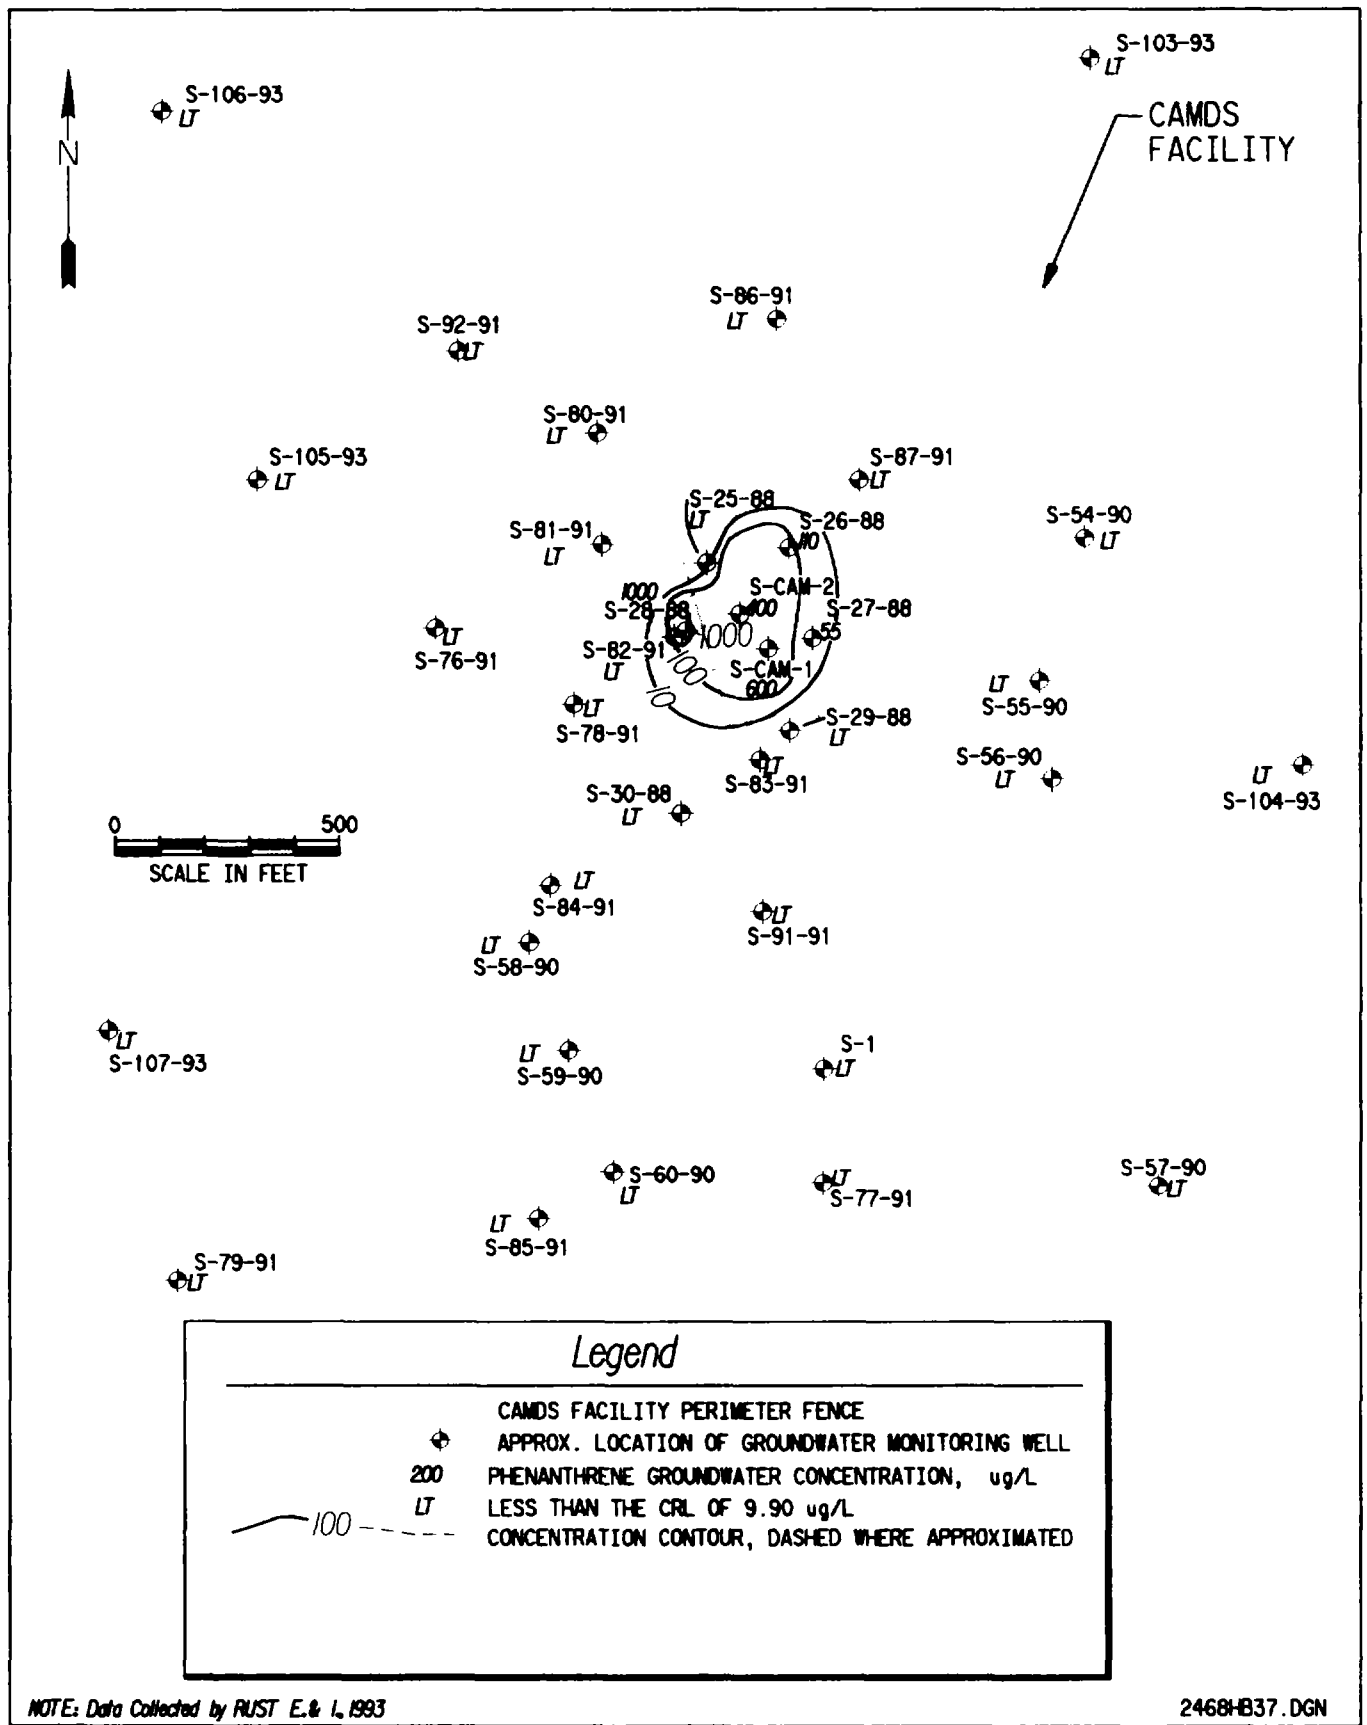 S-103-93
LT
S-106-93
LT
CAMDS
FACILITY
N
S-86-91
LT
S-92-91
LT
S-80-91
LT
S-105-93
LT
S-87-91
LT
S-25-88
LT
S-26-88
110
S-54-90
LT
S-81-91
LT
1000
S-28-88
S-CAM-2
400
S-27-88
55
S-82-91
LT
1000
100
10
S-CAM-1
600
LT
S-76-91
LT
S-55-90
LT
S-78-91
S-29-88
LT
LT
S-83-91
S-56-90
LT
LT
S-104-93
S-30-88
LT
0 500
SCALE IN FEET
LT
S-84-91
LT
S-91-91
LT
S-58-90
LT
S-107-93
LT
S-59-90
S-1
LT
S-60-90
LT
LT
S-77-91
S-57-90
LT
LT
S-85-91
S-79-91
LT
Legend
CAMDS FACILITY PERIMETER FENCE
APPROX. LOCATION OF GROUNDWATER MONITORING WELL
200 PHENANTHRENE GROUNDWATER CONCENTRATION, ug/L
LT LESS THAN THE CRL OF 9.90 ug/L
100 CONCENTRATION CONTOUR, DASHED WHERE APPROXIMATED
NOTE: Data Collected by RUST E.& I., 1993
2468HB37.DGN